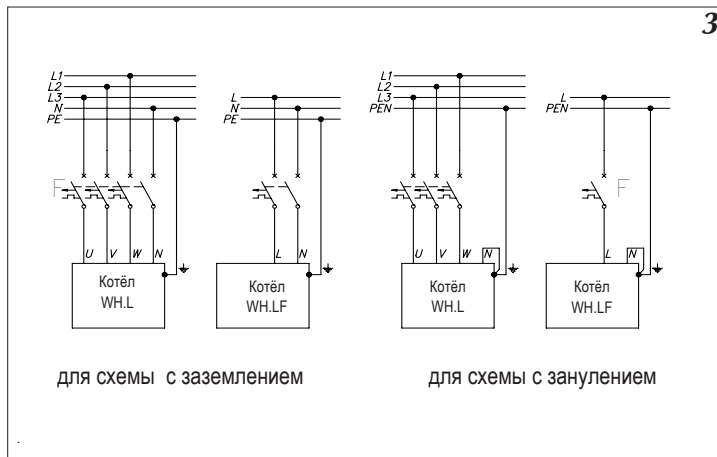 3
L1
L2
L3
N
PE
L
N
PE
L1
L2
L3
PEN
L
PEN
F
F
U V W N
L N
U V W N
L N
Котёл
WH.L
Котёл
WH.LF
Котёл
WH.L
Котёл
WH.LF
для схемы с заземлением
для схемы с занулением